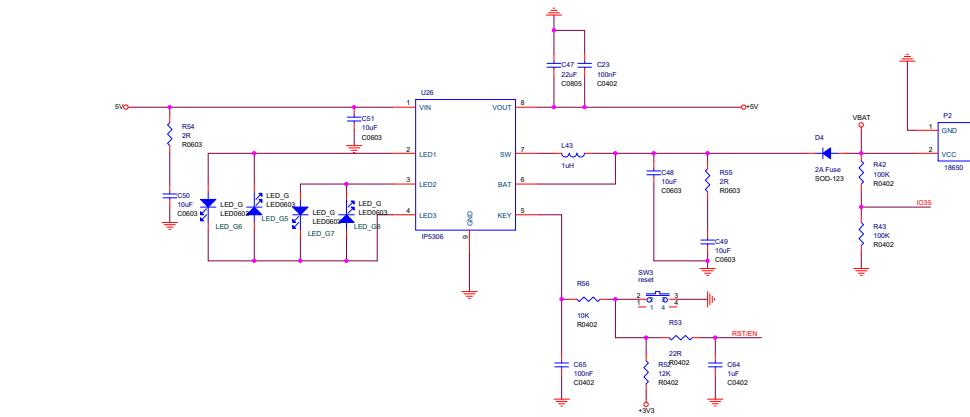 C47
22uF
C0805
C23
100nF
C0402
U26
5V
1
VIN
VOUT
8
+5V
R54
2R
R0603
C51
10uF
C0603
2
LED1
SW
7
L43
1uH
3
LED2
BAT
6
4
LED3
KEY
5
GND
9
IP5306
C50
10uF
C0603
LED_G
LED0603
LED_G6
LED_G
LED0603
LED_G5
LED_G
LED0603
LED_G7
LED_G
LED0603
LED_G8
C48
10uF
C0603
R55
2R
R0603
C49
10uF
C0603
D4
2A Fuse
SOD-123
VBAT
P2
1
GND
2
VCC
18650
R42
100K
R0402
IO35
R43
100K
R0402
SW3
reset
2
1
2
3
1
4
3
4
R56
10K
R0402
R53
22R
R0402
RST/EN
C65
100nF
C0402
R52
12K
R0402
C64
1uF
C0402
+3V3